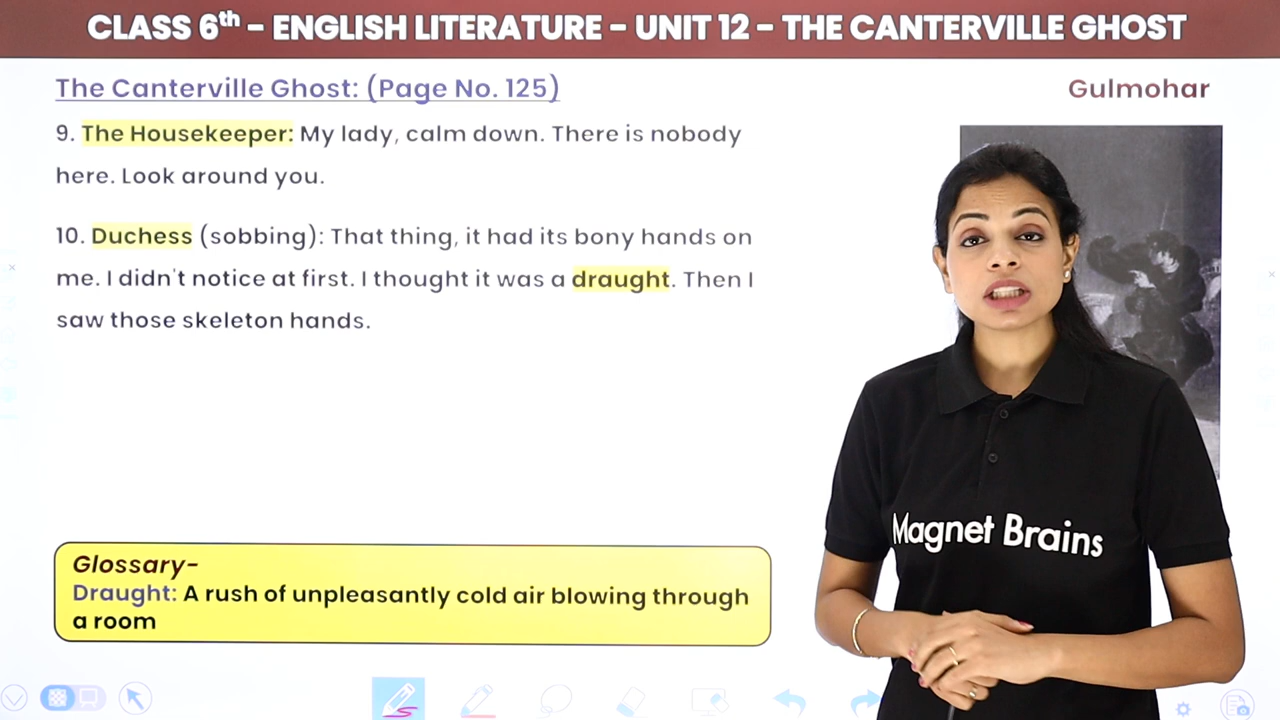 CLASS 6th - ENGLISH LITERATURE - UNIT 12 - THE CANTERVILLE GHOST
The Canterville Ghost: (Page No. 125)
Gulmohar
9. The Housekeeper: My lady, calm down. There is nobody
here. Look around you.
10. Duchess (sobbing): That thing, it had its bony hands on
me. I didn't notice at first. I thought it was a draught. Then I
saw those skeleton hands.
Magnet Brains
Glossary-
Draught: A rush of unpleasantly cold air blowing through
a room